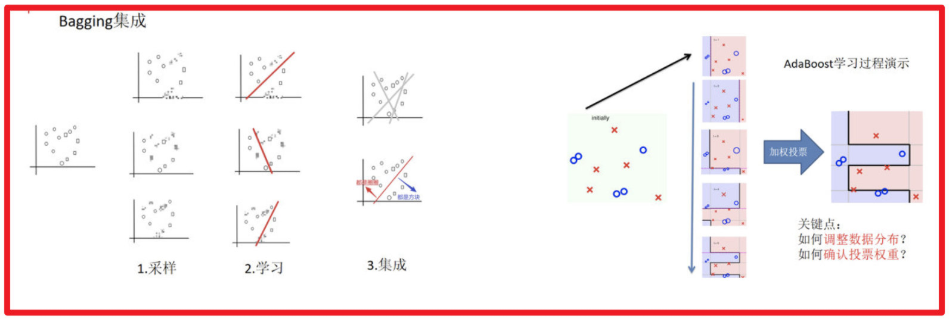 Bagging集成
1.采样
2.学习
3.集成
都是圈圈
都是方块
initially
加权投票
AdaBoost学习过程演示
关键点：
如何调整数据分布？
如何确认投票权重？